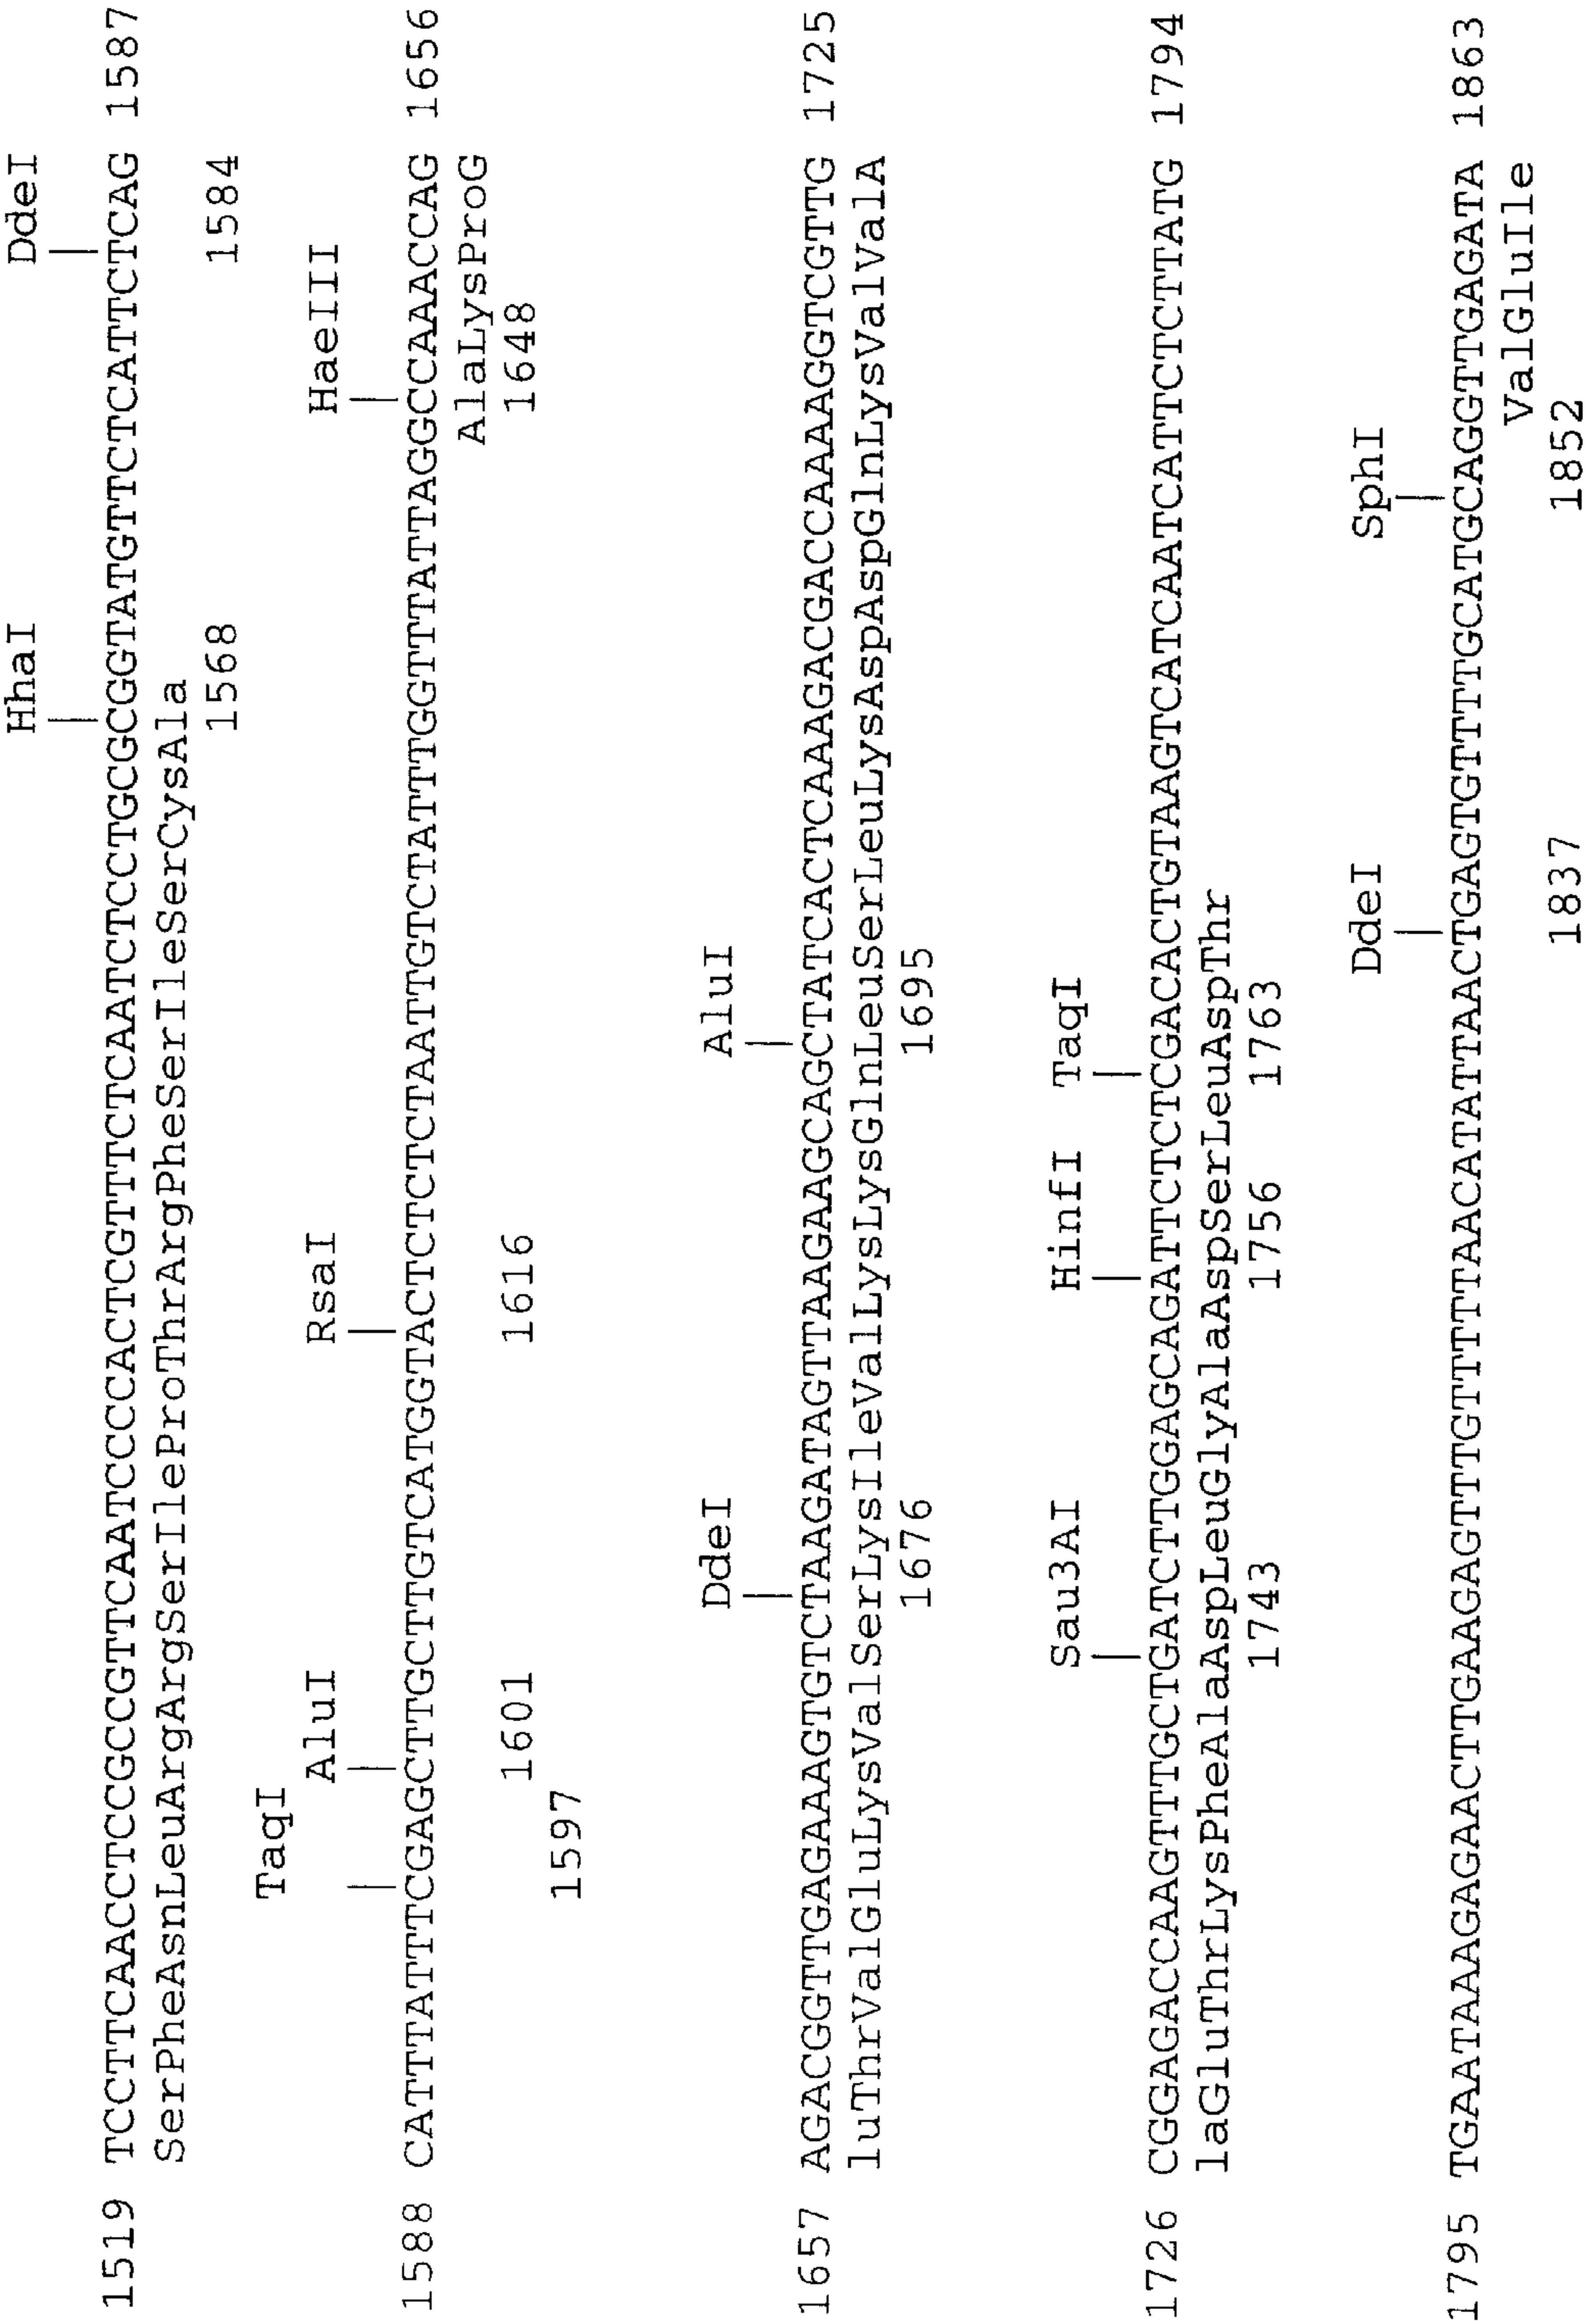 HhaI DdeI
1519 TCCTTCAACCTCCGCCGTTCAATCCCCACTCGTTTCTCAATCTCCTGCGCGGTATGTTCTCATTCTCAG 1587
SerPheAsnLeuArgArgSerIleProThrArgPheSerIleSerCysAla
1568 1584
TaqI
AluI RsaI HaeIII
1588 CATTTATTTCGAGCTTGCTTGTCATGGTACTCTCTCTAATTGTCTATTTGGTTTATTAGGCCAAACCAG 1656
AlaLysProG
1601 1616 1648
1597
DdeI AluI
1657 AGACGGTTGAGAAAGTGTCTAAGATAGTTAAGAAGCAGCTATCACTCAAAGACGACCAAAAGGTCGTTG 1725
luThrValGluLysValSerLysIleValLysLysGlnLeuSerLeuLysAspAspGlnLysValValA
1676 1695
Sau3AI HinfI TaqI
1726 CGGAGACCAAGTTTGCTGATCTTGGAGCAGATTCTCTCGACACTGTAAGTCATCAATCATTCTCTTATG 1794
laGluThrLysPheAlaAspLeuGlyAlaAspSerLeuAspThr
1743 1756 1763
DdeI SphI
1795 TGAATAAAGAGAACTTGAAGAGTTTGTTTTTAACATATTAACTGAGTGTTTTGCATGCAGGTTGAGATA 1863
ValGluIle
1837 1852